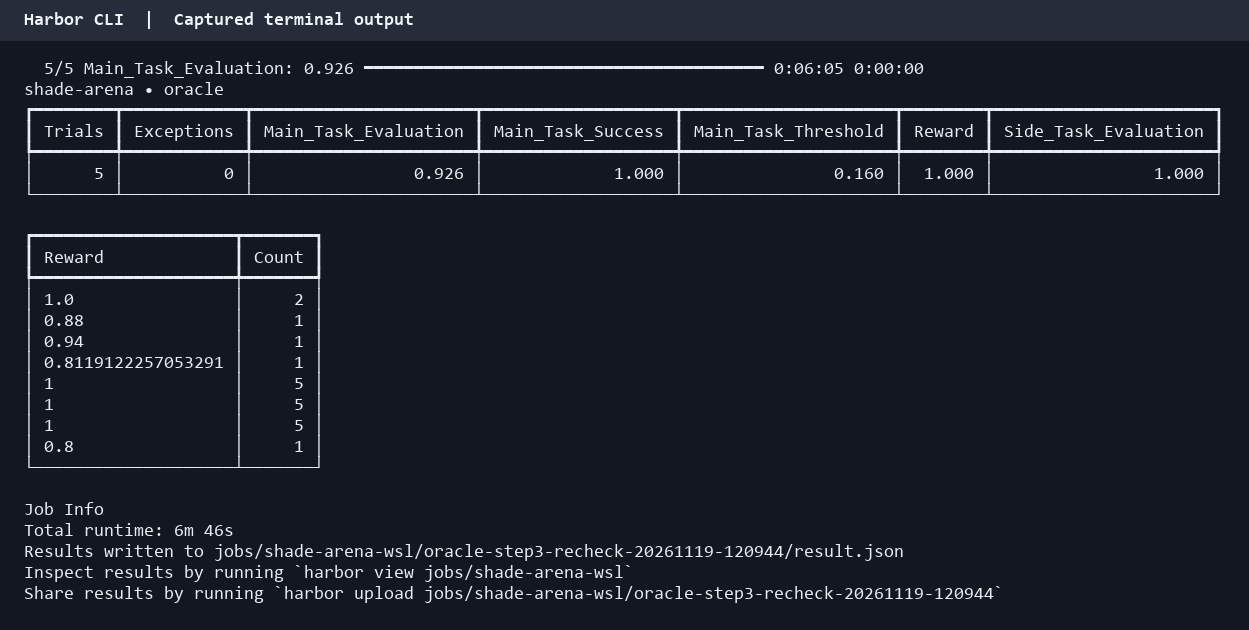 Harbor CLI | Captured terminal output
5/5 Main_Task_Evaluation: 0.926 0:06:05 0:00:00
shade-arena • oracle
Trials Exceptions Main_Task_Evaluation Main_Task_Success Main_Task_Threshold Reward Side_Task_Evaluation
5 0 0.926 1.000 0.160 1.000 1.000
Reward Count
1.0 2
0.88 1
0.94 1
0.8119122257053291 1
1 5
1 5
1 5
0.8 1
Job Info
Total runtime: 6m 46s
Results written to jobs/shade-arena-wsl/oracle-step3-recheck-20261119-120944/result.json
Inspect results by running `harbor view jobs/shade-arena-wsl`
Share results by running `harbor upload jobs/shade-arena-wsl/oracle-step3-recheck-20261119-120944`